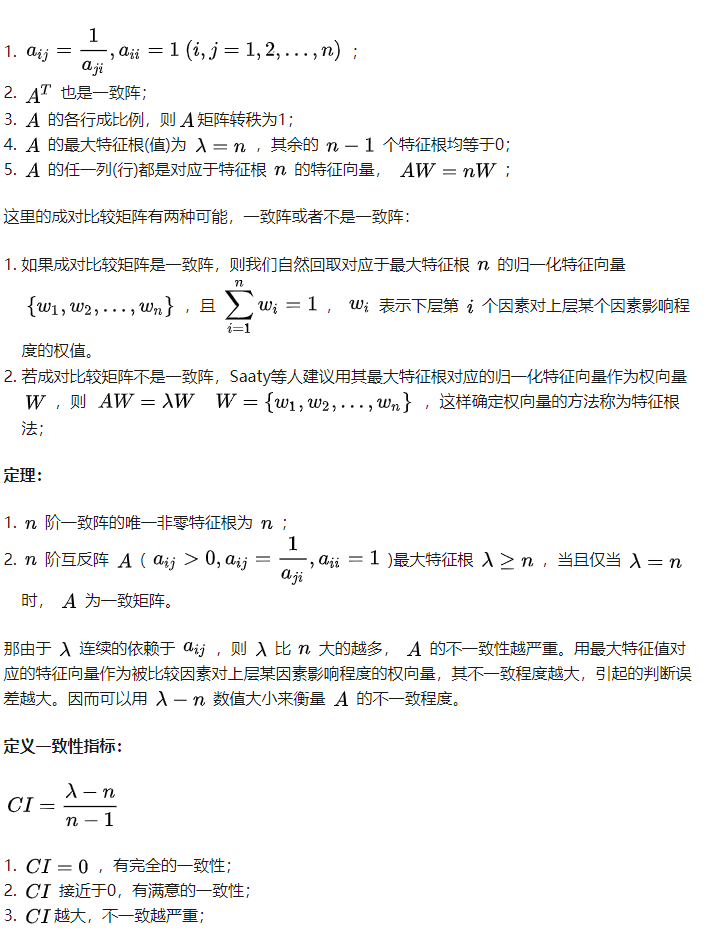 1. a_{ij} = \frac{1}{a_{ji}}, a_{ii} = 1 (i, j = 1, 2, \ldots, n) ；
2. A^T 也是一致阵；
3. A 的各行成比例，则 A 矩阵转秩为1；
4. A 的最大特征根(值)为 λ = n ，其余的 n − 1 个特征根均等于0；
5. A 的任一列(行)都是对应于特征根 n 的特征向量， AW = nW ；
这里的成对比较矩阵有两种可能，一致阵或者不是一致阵：
1. 如果成对比较矩阵是一致阵，则我们自然回取对应于最大特征根 n 的归一化特征向量
{w_1, w_2, \ldots, w_n} ，且 \sum_{i=1}^{n} w_i = 1 ， w_i 表示下层第 i 个因素对上层某个因素影响程
度的权值。
2. 若成对比较矩阵不是一致阵，Saaty等人建议用其最大特征根对应的归一化特征向量作为权向量
W ，则 AW = λW W = {w_1, w_2, \ldots, w_n} ，这样确定权向量的方法称为特征根
法；
定理：
1. n 阶一致阵的唯一非零特征根为 n ；
2. n 阶互反阵 A ( a_{ij} > 0, a_{ij} = \frac{1}{a_{ji}}, a_{ii} = 1 )最大特征根 λ ≥ n ，当且仅当 λ = n
时， A 为一致矩阵。
那由于 λ 连续的依赖于 a_{ij} ，则 λ 比 n 大的越多， A 的不一致性越严重。用最大特征值对
应的特征向量作为被比较因素对上层某因素影响程度的权向量，其不一致程度越大，引起的判断误
差越大。因而可以用 λ − n 数值大小来衡量 A 的不一致程度。
定义一致性指标：
CI = \frac{λ − n}{n − 1}
1. CI = 0 ，有完全的一致性；
2. CI 接近于0，有满意的一致性；
3. CI 越大，不一致越严重；